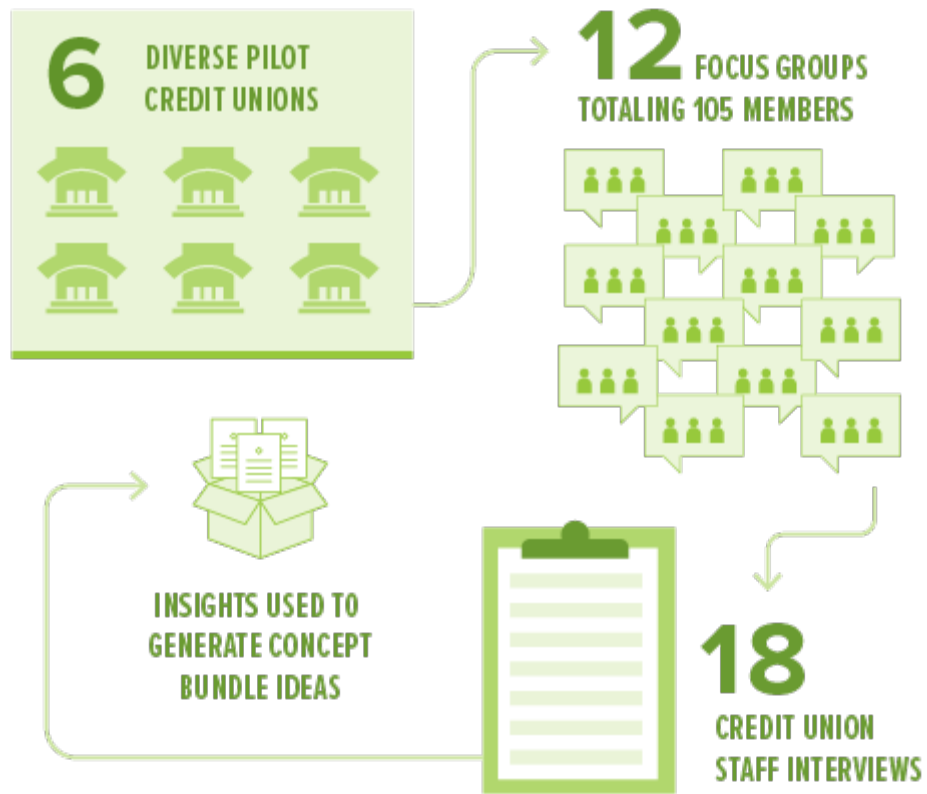 6 DIVERSE PILOT
CREDIT UNIONS
12 FOCUS GROUPS
TOTALING 105 MEMBERS
18
CREDIT UNION
STAFF INTERVIEWS
INSIGHTS USED TO
GENERATE CONCEPT
BUNDLE IDEAS